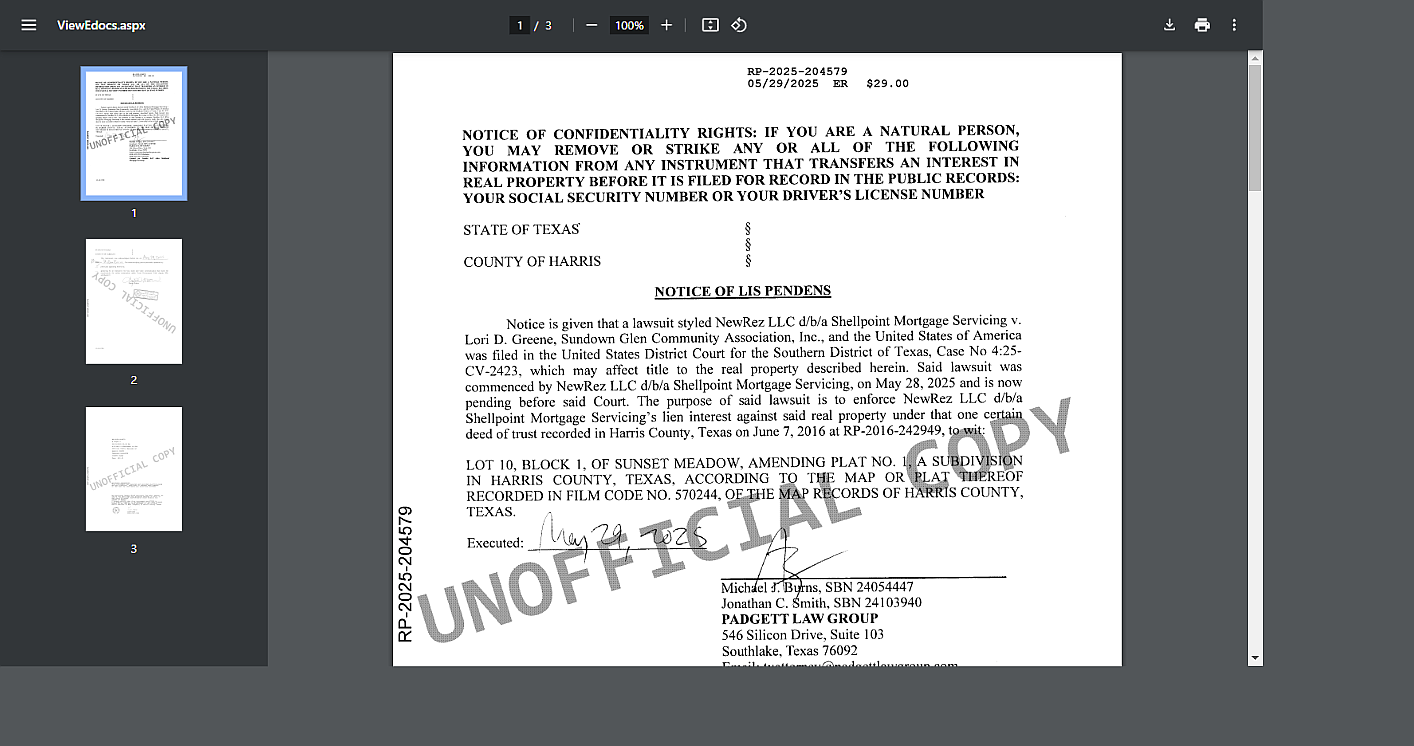 ViewEdocs.aspx
1 / 3
100%
RP-2025-204579
05/29/2025 ER $29.00
NOTICE OF CONFIDENTIALITY RIGHTS: IF YOU ARE A NATURAL PERSON,
YOU MAY REMOVE OR STRIKE ANY OR ALL OF THE FOLLOWING
INFORMATION FROM ANY INSTRUMENT THAT TRANSFERS AN INTEREST IN
REAL PROPERTY BEFORE IT IS FILED FOR RECORD IN THE PUBLIC RECORDS:
YOUR SOCIAL SECURITY NUMBER OR YOUR DRIVER'S LICENSE NUMBER
STATE OF TEXAS §
§
COUNTY OF HARRIS §
NOTICE OF LIS PENDENS
Notice is given that a lawsuit styled NewRez LLC d/b/a Shellpoint Mortgage Servicing v.
Lori D. Greene, Sundown Glen Community Association, Inc., and the United States of America
was filed in the United States District Court for the Southern District of Texas, Case No 4:25-
CV-2423, which may affect title to the real property described herein. Said lawsuit was
commenced by NewRez LLC d/b/a Shellpoint Mortgage Servicing, on May 28, 2025 and is now
pending before said Court. The purpose of said lawsuit is to enforce NewRez LLC d/b/a
Shellpoint Mortgage Servicing's lien interest against said real property under that one certain
deed of trust recorded in Harris County, Texas on June 7, 2016 at RP-2016-242949, to wit:
LOT 10, BLOCK 1, OF SUNSET MEADOW, AMENDING PLAT NO. 1, A SUBDIVISION
IN HARRIS COUNTY, TEXAS, ACCORDING TO THE MAP OR PLAT THEREOF
RECORDED IN FILM CODE NO. 570244, OF THE MAP RECORDS OF HARRIS COUNTY,
TEXAS.
Executed: May 29, 2025
Michael J. Burns, SBN 24054447
Jonathan C. Smith, SBN 24103940
PADGETT LAW GROUP
546 Silicon Drive, Suite 103
Southlake, Texas 76092
RP-2025-204579
UNOFFICIAL COPY
UNOFFICIAL COPY
1
UNOFFICIAL COPY
2
UNOFFICIAL COPY
3